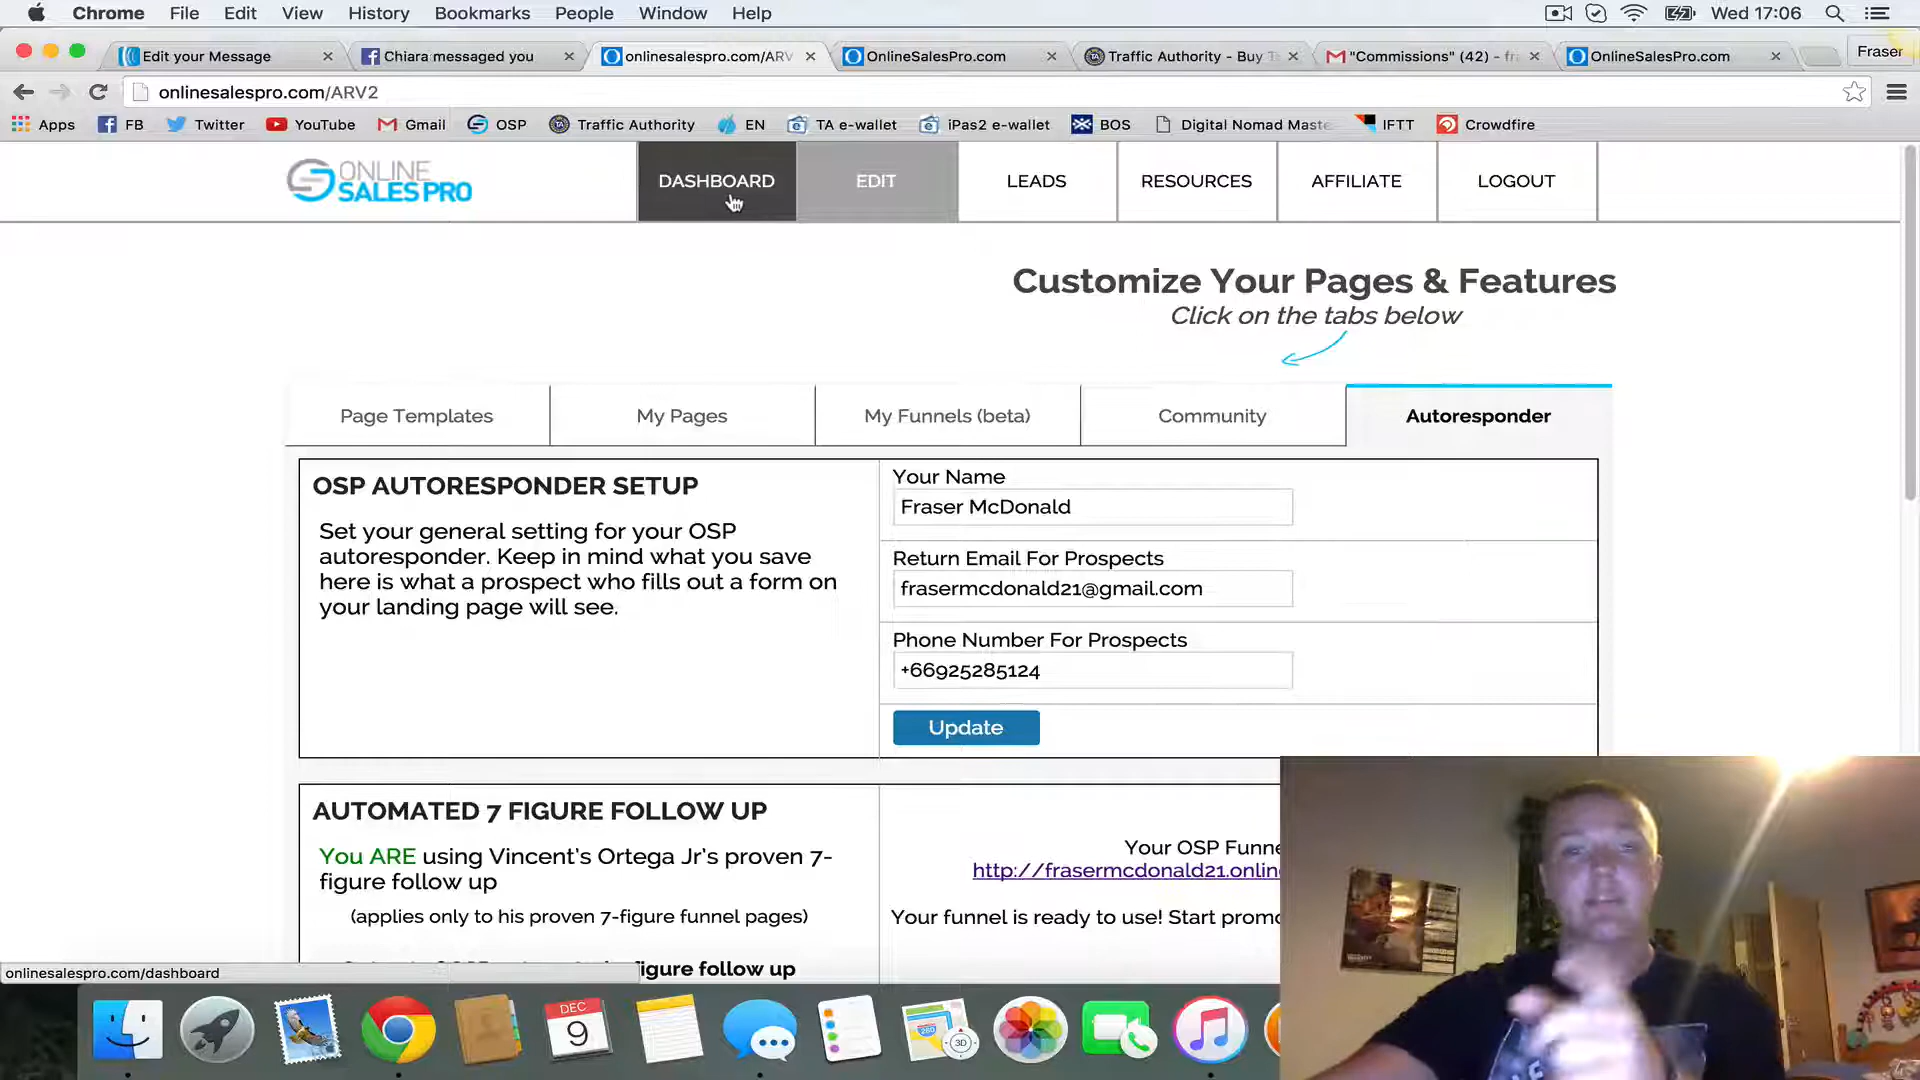 Chrome File Edit View History Bookmarks People Window Help Wed 17:06
Edit your Message Chiara messaged you onlinesalespro.com/ARV OnlineSalesPro.com Traffic Authority - Buy "Commissions" (42) - OnlineSalesPro.com Fraser
onlinesalespro.com/ARV2
Apps FB Twitter YouTube Gmail OSP Traffic Authority EN TA e-wallet iPas2 e-wallet BOS Digital Nomad Maste IFTT Crowdfire
ONLINE
SALES PRO
DASHBOARD EDIT LEADS RESOURCES AFFILIATE LOGOUT
Customize Your Pages & Features
Click on the tabs below
Page Templates My Pages My Funnels (beta) Community Autoresponder
OSP AUTORESPONDER SETUP
Set your general setting for your OSP
autoresponder. Keep in mind what you save
here is what a prospect who fills out a form on
your landing page will see.
Your Name
Fraser McDonald
Return Email For Prospects
frasermcdonald21@gmail.com
Phone Number For Prospects
+66925285124
Update
AUTOMATED 7 FIGURE FOLLOW UP
You ARE using Vincent's Ortega Jr's proven 7-
figure follow up
(applies only to his proven 7-figure funnel pages)
figure follow up
Your OSP Funne
http://frasermcdonald21.onlin
Your funnel is ready to use! Start promo
onlinesalespro.com/dashboard
DEC
9
280
3D